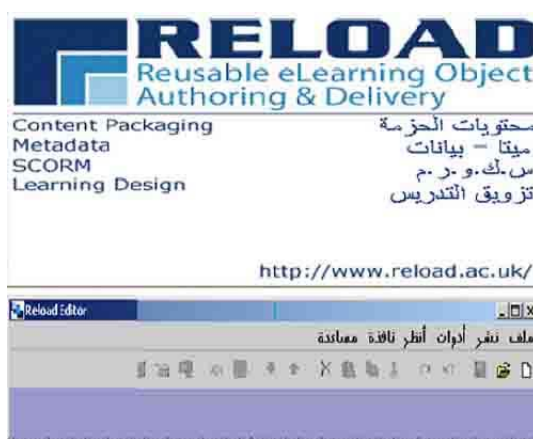 RELOAD
Reusable eLearning Object
Authoring & Delivery
Content Packaging
Metadata
SCORM
Learning Design
محتويات الحزمة
ميتا – بيانات
س.ك.و.ر.م
تزويق التدريس
http://www.reload.ac.uk/
Reload Editor
ملف نشر أدوات أنظر نافذة مساعدة